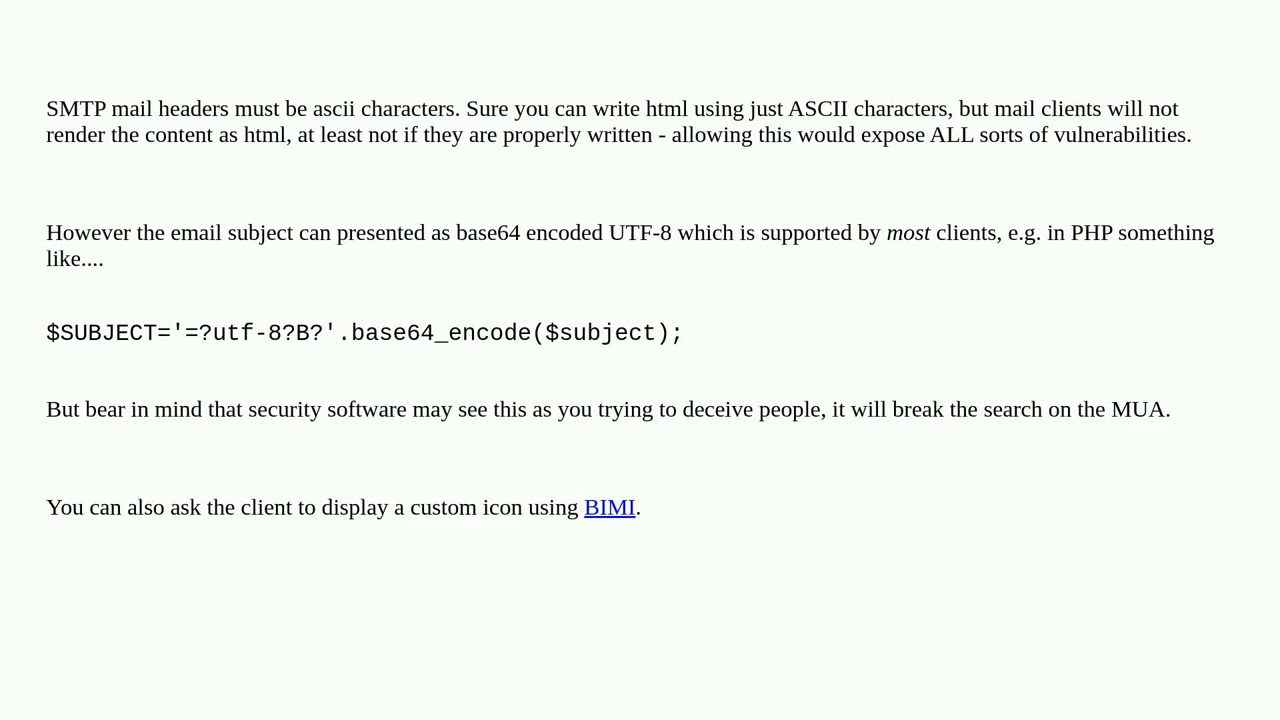 SMTP mail headers must be ascii characters. Sure you can write html using just ASCII characters, but mail clients will not
render the content as html, at least not if they are properly written - allowing this would expose ALL sorts of vulnerabilities.
However the email subject can presented as base64 encoded UTF-8 which is supported by most clients, e.g. in PHP something
like....
$SUBJECT='=?utf-8?B?'.base64_encode($subject);
But bear in mind that security software may see this as you trying to deceive people, it will break the search on the MUA.
You can also ask the client to display a custom icon using BIMI.